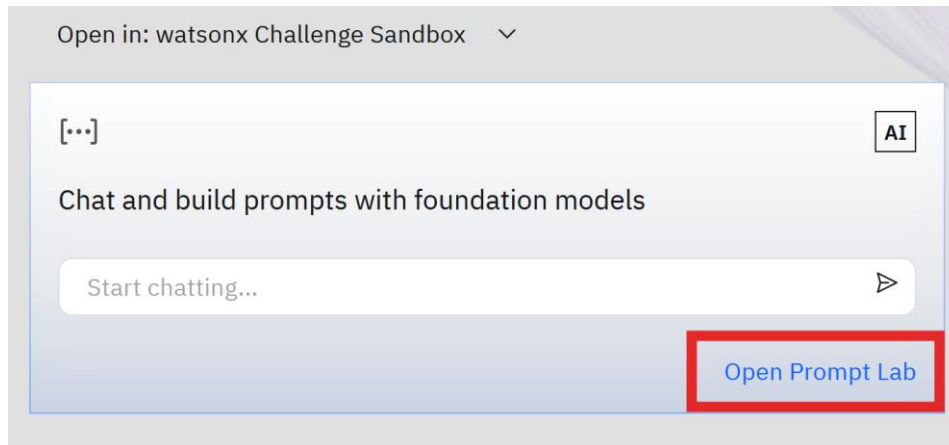 Open in: watsonx Challenge Sandbox
[...]
AI
Chat and build prompts with foundation models
Start chatting...
Open Prompt Lab